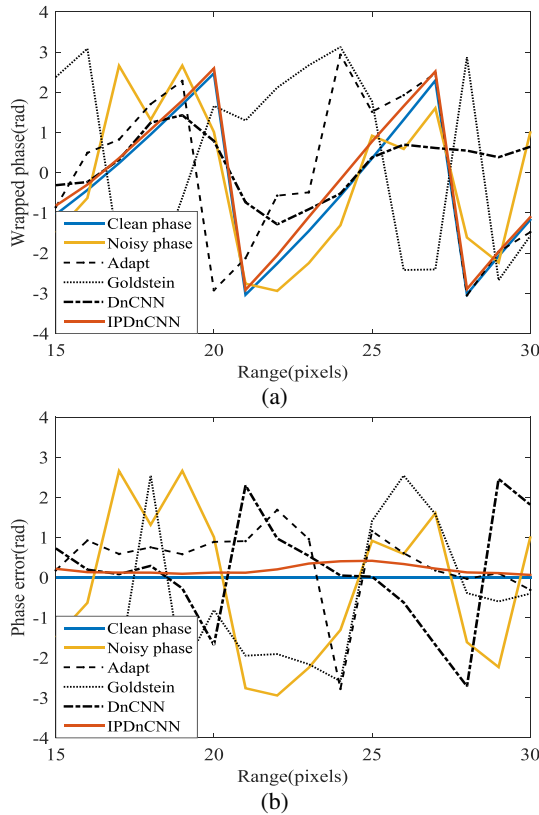 4
3
2
1
0
-1
-2
-3
-4
Wrapped phase(rad)
Clean phase
Noisy phase
Adapt
Goldstein
DnCNN
IPDnCNN
15 20 25 30
Range(pixels)
(a)
4
3
2
1
0
-1
-2
-3
-4
Phase error(rad)
Clean phase
Noisy phase
Adapt
Goldstein
DnCNN
IPDnCNN
15 20 25 30
Range(pixels)
(b)